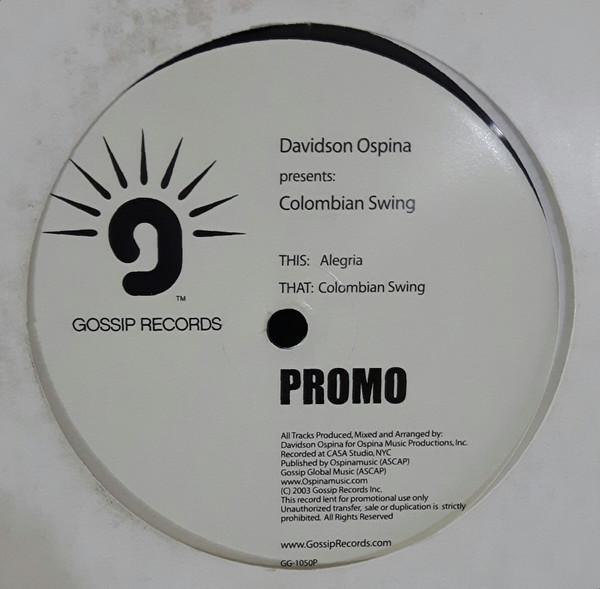 Davidson Ospina
presents:
Colombian Swing
THIS: Alegria
THAT: Colombian Swing
TM
GOSSIP RECORDS
PROMO
All Tracks Produced, Mixed and Arranged by:
Davidson Ospina for Ospina Music Productions, Inc.
Recorded at CASA Studio, NYC
Published by Ospinamusic (ASCAP)
Gossip Global Music (ASCAP)
www.Ospinamusic.com
(C) 2003 Gossip Records Inc.
This record lent for promotional use only
Unauthorized transfer, sale or duplication is strictly
prohibited. All Rights Reserved
www.GossipRecords.com
GG-1050P